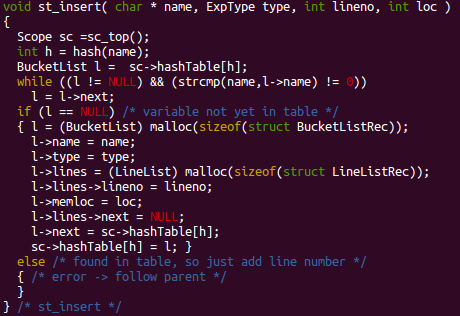 void st_insert( char * name, ExpType type, int lineno, int loc )
{
  Scope sc =sc_top();
  int h = hash(name);
  BucketList l =  sc->hashTable[h];
  while ((l != NULL) && (strcmp(name,l->name) != 0))
    l = l->next;
  if (l == NULL) /* variable not yet in table */
  { l = (BucketList) malloc(sizeof(struct BucketListRec));
    l->name = name;
    l->type = type;
    l->lines = (LineList) malloc(sizeof(struct LineListRec));
    l->lines->lineno = lineno;
    l->memloc = loc;
    l->lines->next = NULL;
    l->next = sc->hashTable[h];
    sc->hashTable[h] = l; }
  else /* found in table, so just add line number */
  { /* error -> follow parent */
  }
} /* st_insert */